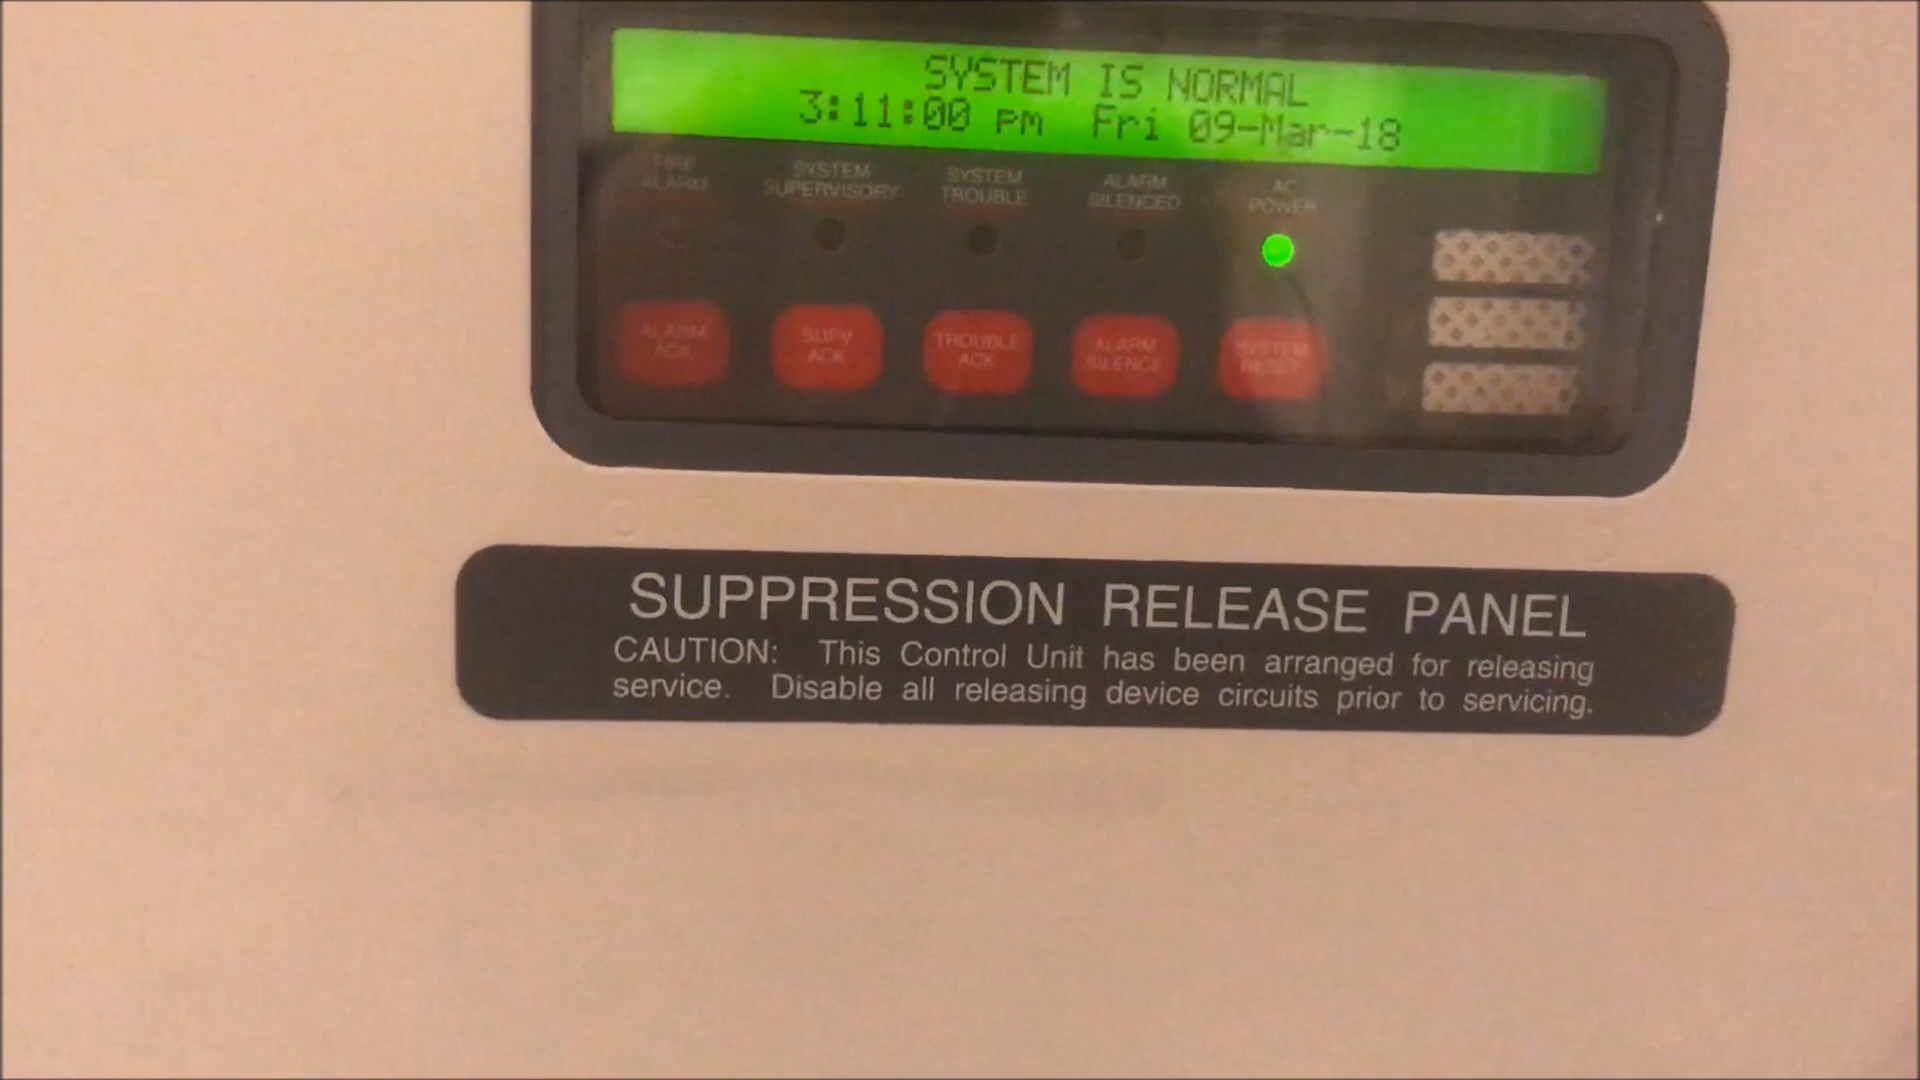 SYSTEM IS NORMAL
3:11:00 pm Fri 09-Mar-18
FIRE ALARM
SYSTEM SUPERVISORY
SYSTEM TROUBLE
ALARM SILENCED
AC POWER
ALARM ACK
SUPV ACK
TROUBLE ACK
ALARM SILENCE
SYSTEM RESET
SUPPRESSION RELEASE PANEL
CAUTION: This Control Unit has been arranged for releasing
service. Disable all releasing device circuits prior to servicing.